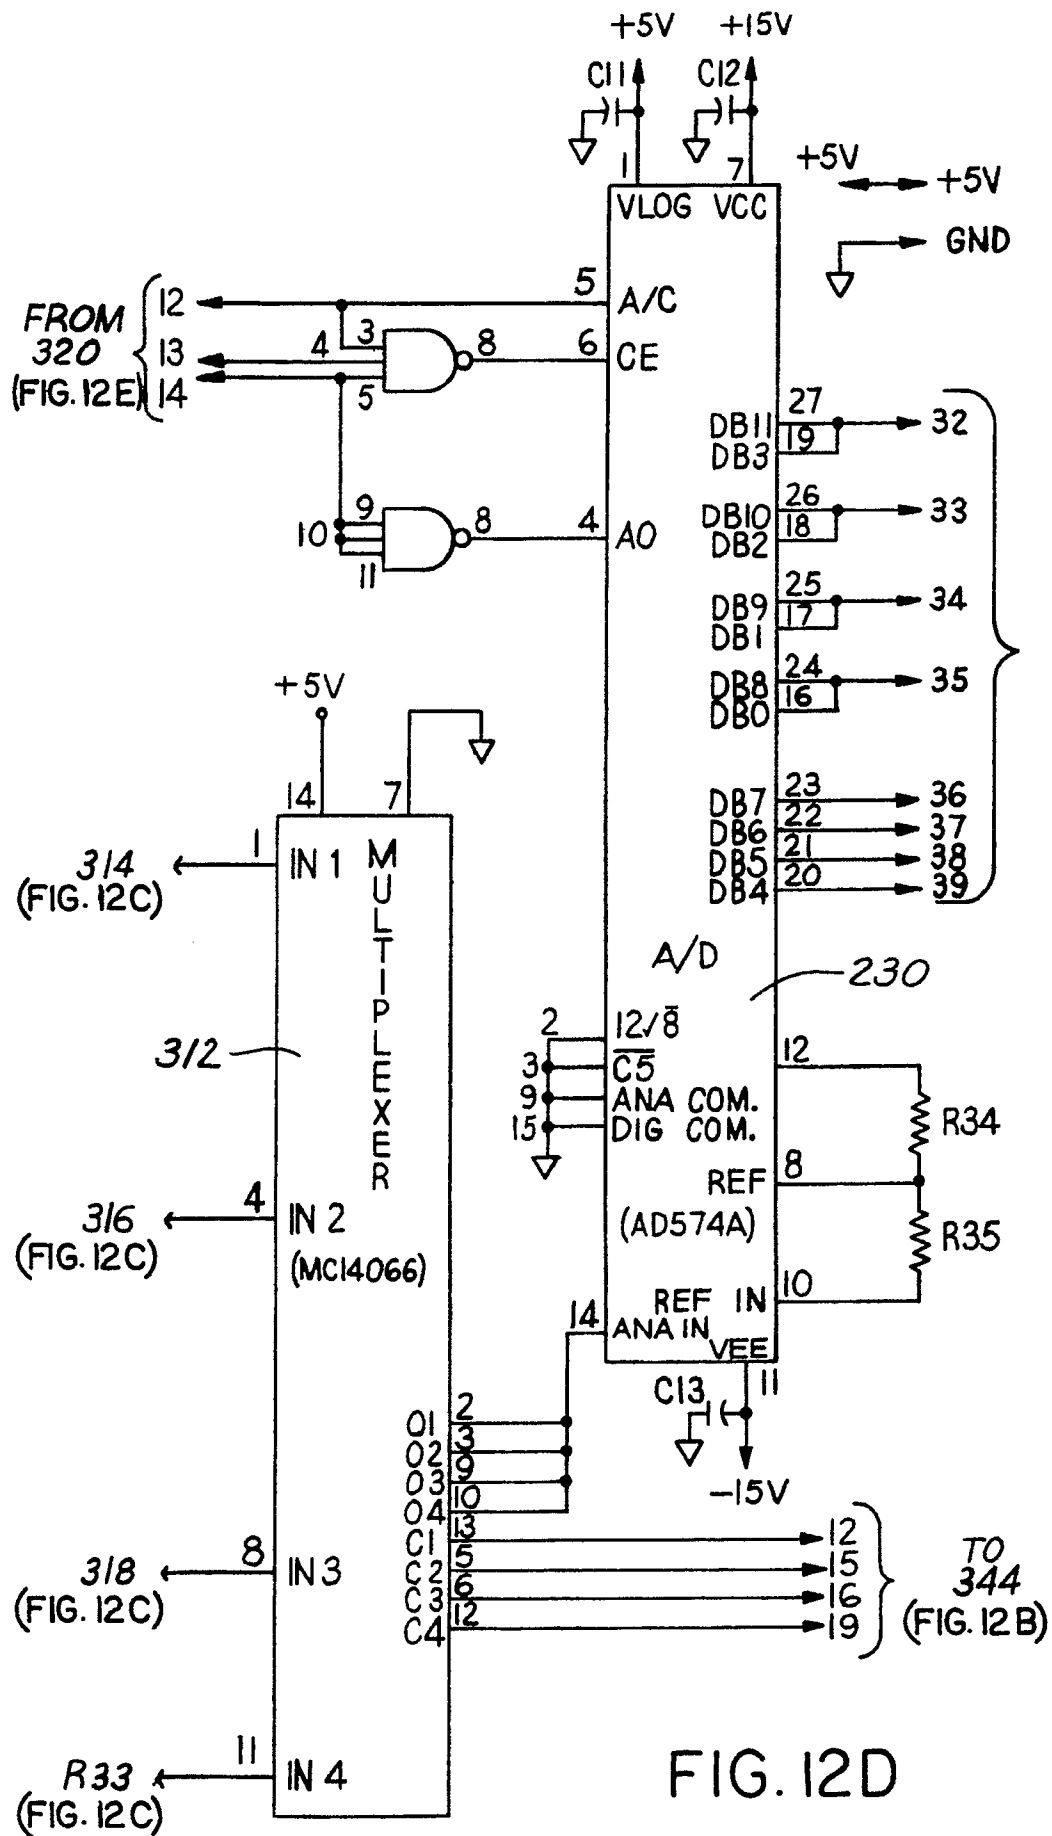 +5V +15V
C11 C12
1 7
+5V +5V
VLOG VCC
GND
FROM
320
(FIG. 12E)
12
13
14
5 A/C
3
4
5
8 6 CE
9
10
11
8 4 A0
DB11 27
DB3 19
32
DB10 26
DB2 18
33
DB9 25
DB1 17
34
DB8 24
DB0 16
35
DB7 23 36
DB6 22 37
DB5 21 38
DB4 20 39
+5V
14 7
314
(FIG. 12C)
1 IN 1
MULTIPLEXER
A/D
230
312
2 12√8̅
3 C̅5̅
9 ANA COM.
15 DIG COM.
12
R34
REF 8
(AD574A)
R35
REF IN 10
316
(FIG. 12C)
4 IN 2
(MC14066)
14 ANA IN
VEE
11
C13
-15V
O1 2
O2 3
O3 9
O4 10
C1 13 12
C2 5 15
C3 6 16
C4 12 19
TO
344
(FIG. 12B)
318
(FIG. 12C)
8 IN 3
R33
(FIG. 12C)
11 IN 4
FIG. 12D